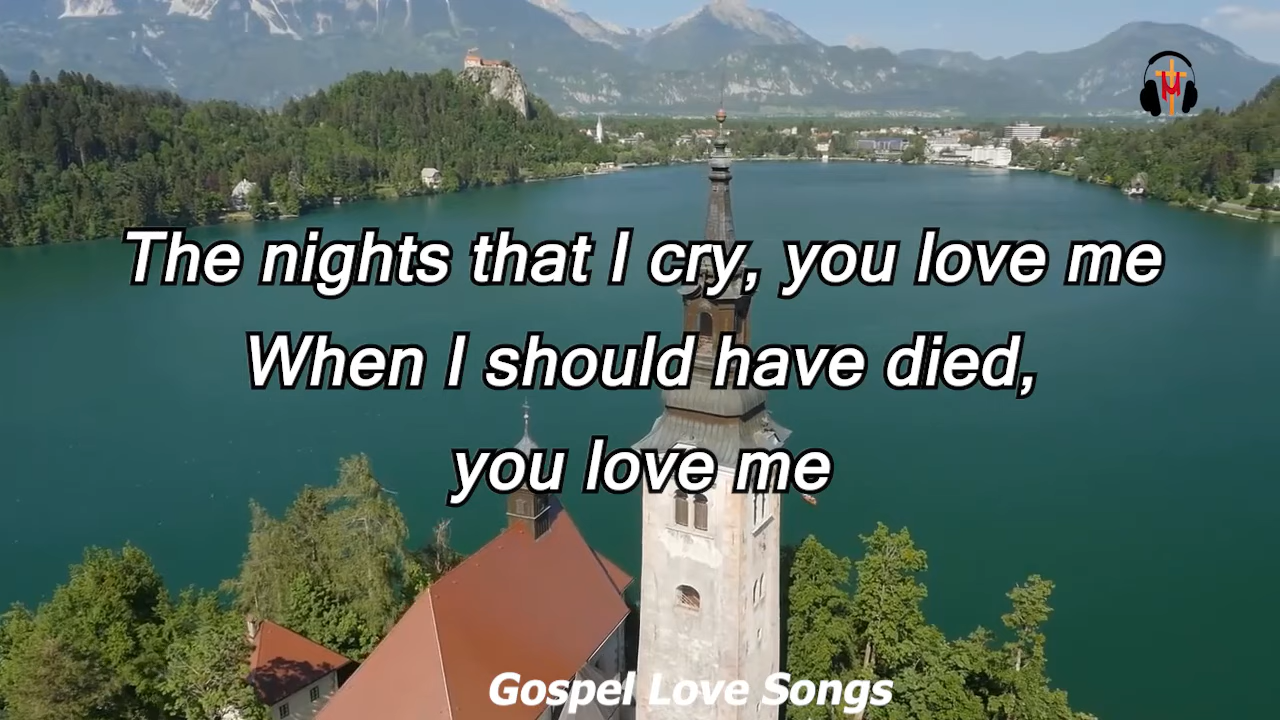 The nights that I cry, you love me
When I should have died,
you love me
Gospel Love Songs